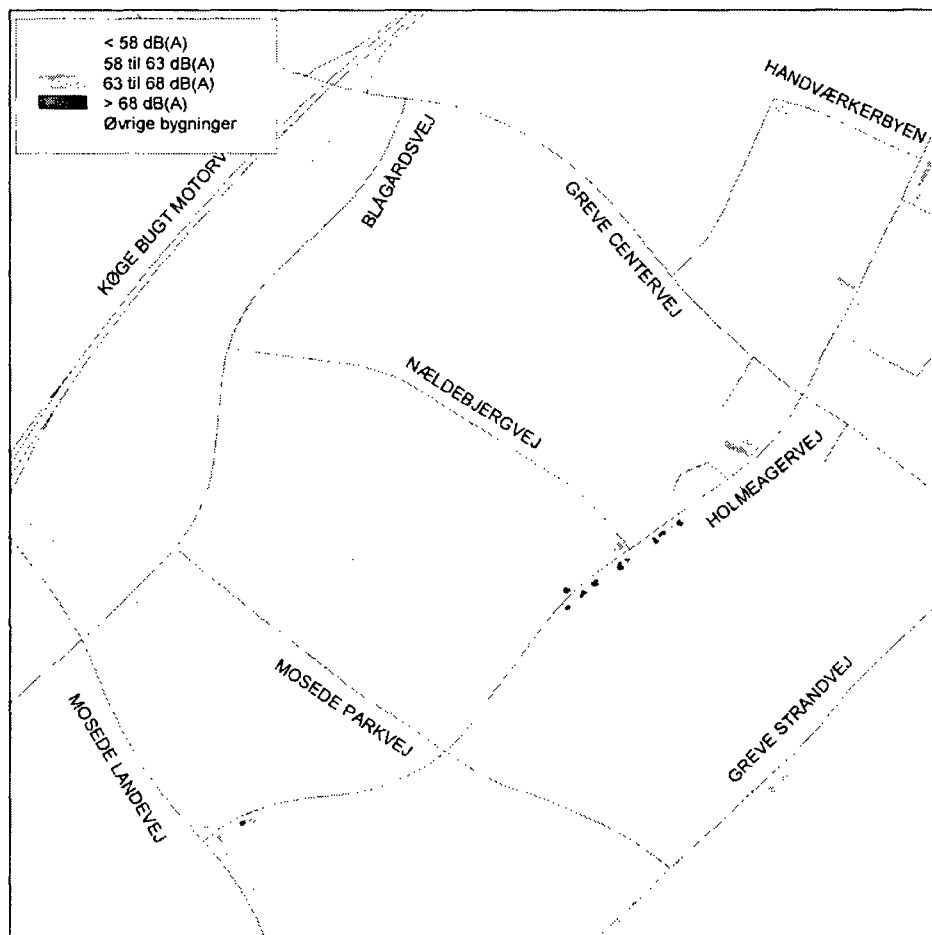 < 58 dB(A)
58 til 63 dB(A)
63 til 68 dB(A)
> 68 dB(A)
Øvrige bygninger
HANDVÆRKERBYEN
KØGE BUGT MOTORV
BLÅGÅRDSVEJ
GREVE CENTERVEJ
NÆLDEBJERGVEJ
HOLMEAGERVEJ
MOSEDE PARKVEJ
GREVE STRANDVEJ
MOSEDE LANDEVEJ